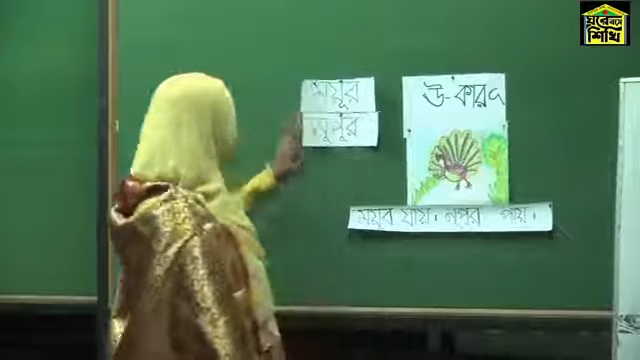 ঘরে বসে
শিখি
ময়ূর
ঊ-কার
ময়ূর যায়। নূপুর পায়।